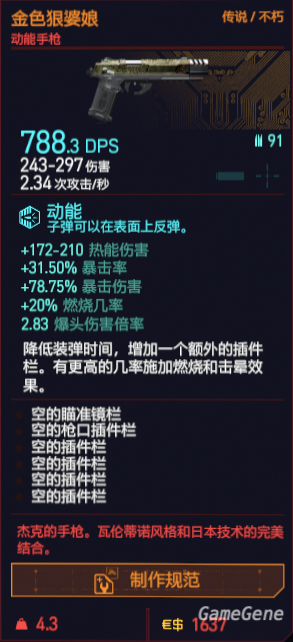 金色狠婆娘
传说 / 不朽
动能手枪
788.3 DPS
91
243-297 伤害
2.34 次攻击/秒
动能
子弹可以在表面上反弹。
+172-210 热能伤害
+31.50% 暴击率
+78.75% 暴击伤害
+20% 燃烧几率
2.83 爆头伤害倍率
降低装弹时间，增加一个额外的插件
栏。有更高的几率施加燃烧和击晕效
果。
空的瞄准镜栏
空的枪口插件栏
空的插件栏
空的插件栏
空的插件栏
空的插件栏
杰克的手枪。瓦伦蒂诺风格和日本技术的完美
结合。
制作规范
4.3
€$ 1637
GameGene